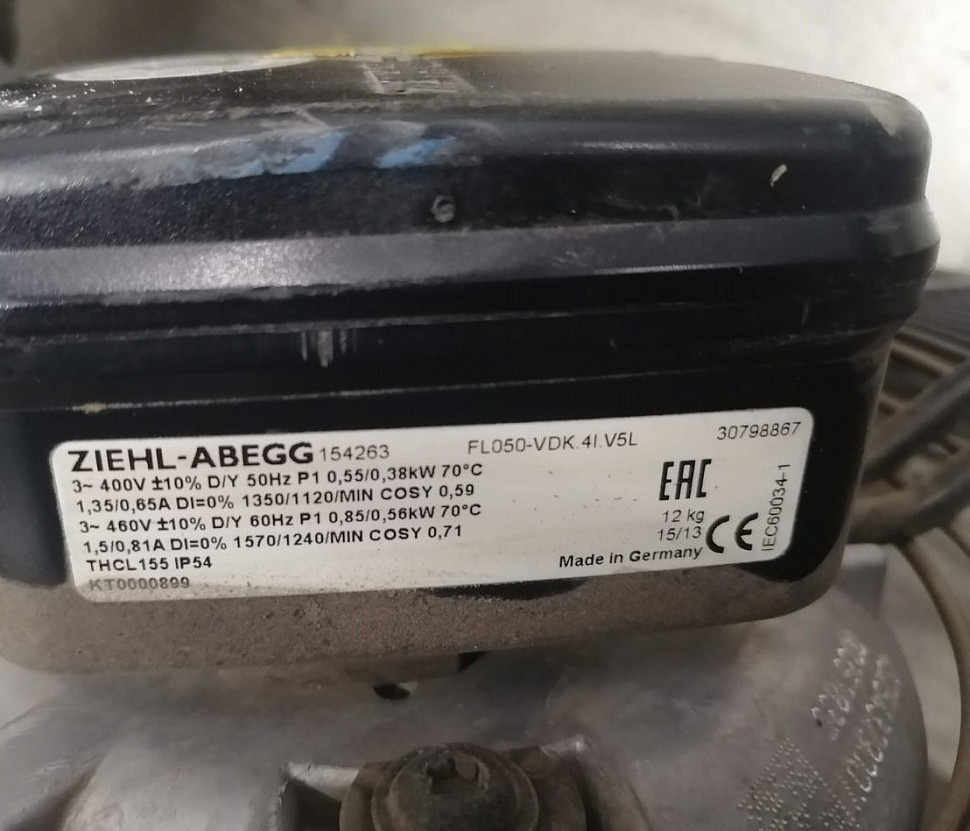 ZIEHL-ABEGG 154263 FL050-VDK.4I.V5L 30798867
3~ 400V ±10% D/Y 50Hz P1 0,55/0,38kW 70°C
1,35/0,65A DI=0% 1350/1120/MIN COSY 0,59
3~ 460V ±10% D/Y 60Hz P1 0,85/0,56kW 70°C
1,5/0,81A DI=0% 1570/1240/MIN COSY 0,71
THCL155 IP54
KT0000899
EAC
12 kg
15/13 CE
Made in Germany
IEC60034-1